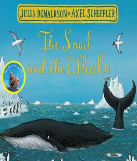 JULIA DONALDSON • AXEL SCHEFFLER
The Snail
and the Whale